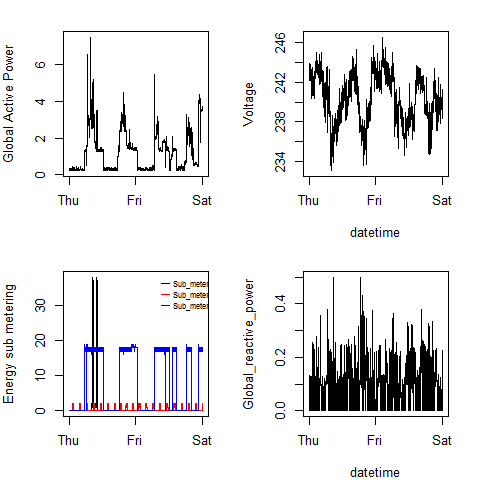 Global Active Power
6
4
2
0
Thu
Fri
Sat
Voltage
246
242
238
234
Thu
Fri
Sat
datetime
Energy sub metering
30
20
10
0
Sub_meter
Sub_meter
Sub_meter
Thu
Fri
Sat
Global_reactive_power
0.4
0.2
0.0
Thu
Fri
Sat
datetime